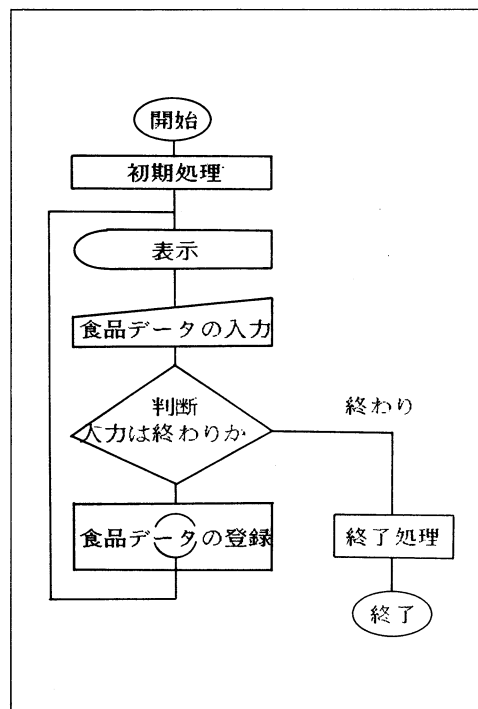 開始
初期処理
表示
食品データの入力
判断
入力は終わりか
終わり
食品データの登録
終了処理
終了